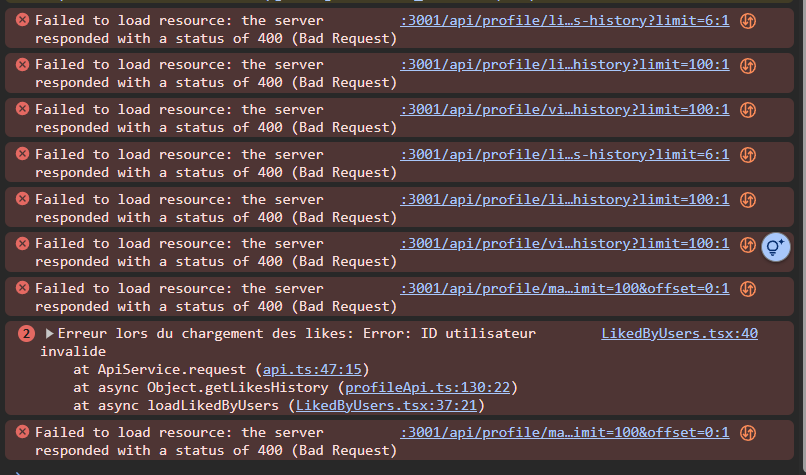 Failed to load resource: the server :3001/api/profile/li…s-history?limit=6:1
responded with a status of 400 (Bad Request)
Failed to load resource: the server :3001/api/profile/li…history?limit=100:1
responded with a status of 400 (Bad Request)
Failed to load resource: the server :3001/api/profile/vi…history?limit=100:1
responded with a status of 400 (Bad Request)
Failed to load resource: the server :3001/api/profile/li…s-history?limit=6:1
responded with a status of 400 (Bad Request)
Failed to load resource: the server :3001/api/profile/li…history?limit=100:1
responded with a status of 400 (Bad Request)
Failed to load resource: the server :3001/api/profile/vi…history?limit=100:1
responded with a status of 400 (Bad Request)
Failed to load resource: the server :3001/api/profile/ma…imit=100&offset=0:1
responded with a status of 400 (Bad Request)
2 Erreur lors du chargement des likes: Error: ID utilisateur LikedByUsers.tsx:40
invalide
at ApiService.request (api.ts:47:15)
at async Object.getLikesHistory (profileApi.ts:130:22)
at async loadLikedByUsers (LikedByUsers.tsx:37:21)
Failed to load resource: the server :3001/api/profile/ma…imit=100&offset=0:1
responded with a status of 400 (Bad Request)